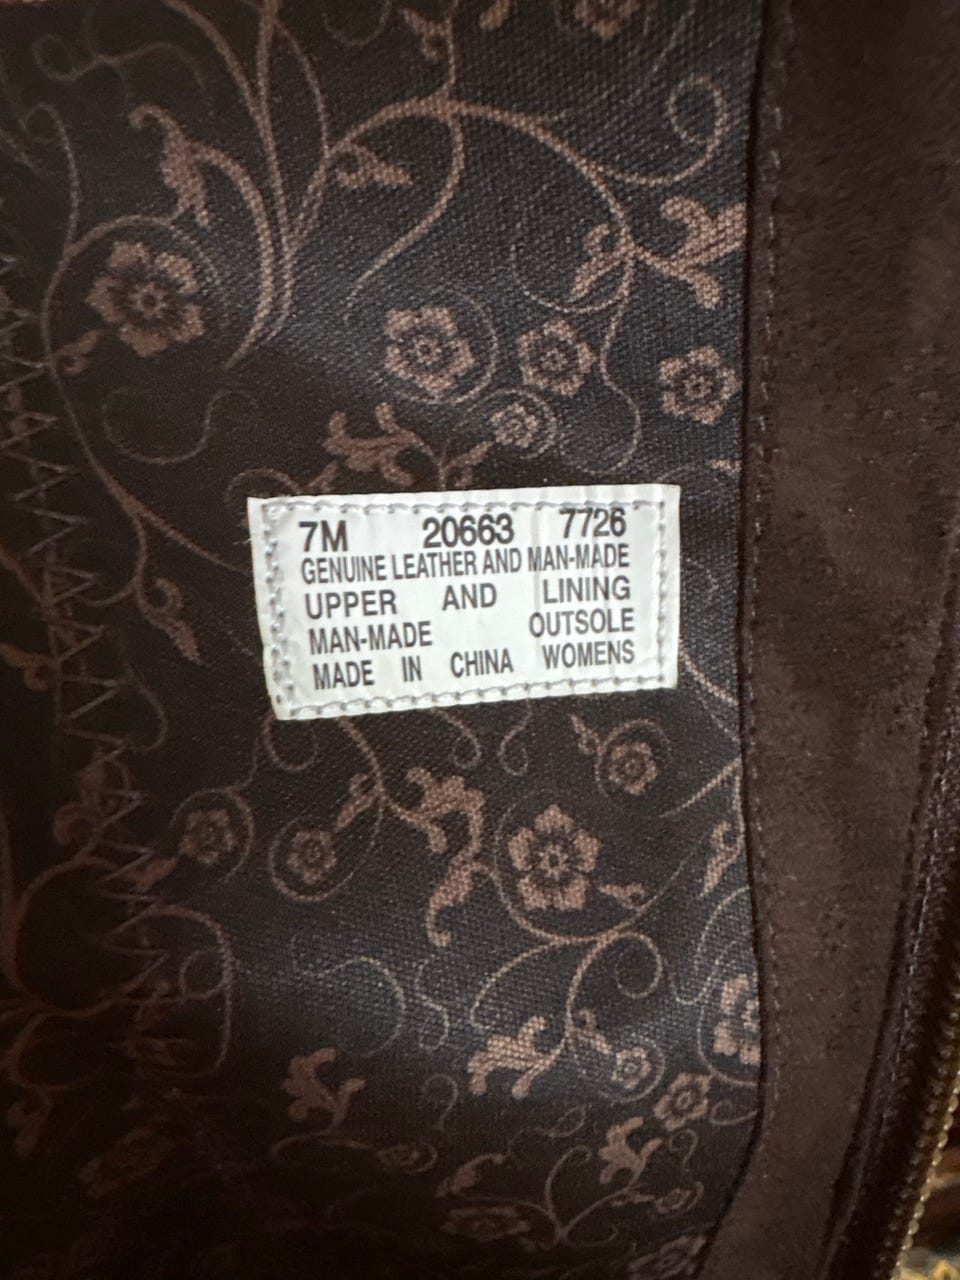 7M 20663 7726
GENUINE LEATHER AND MAN-MADE
UPPER AND LINING
MAN-MADE OUTSOLE
MADE IN CHINA WOMENS